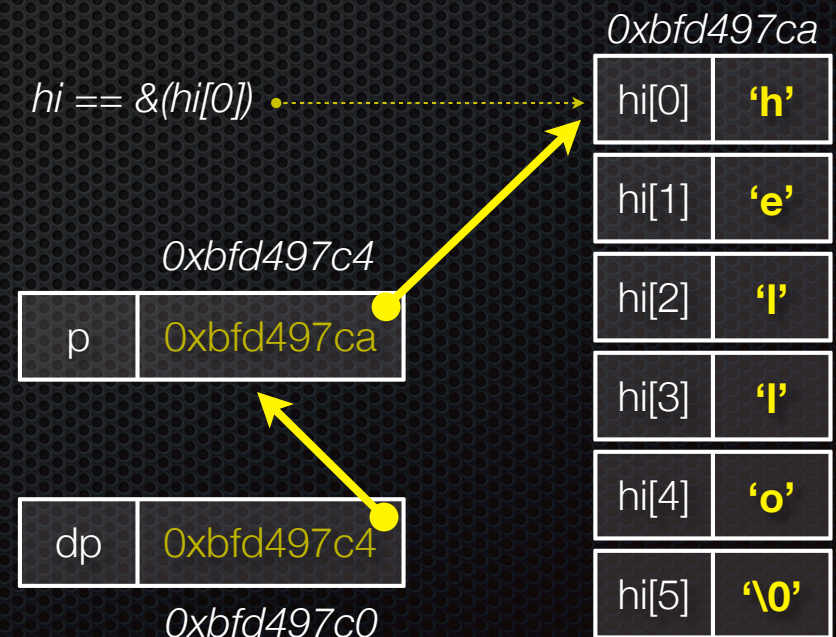 0xbfd497ca
hi == &(hi[0])
hi[0] ‘h’
hi[1] ‘e’
0xbfd497c4
hi[2] ‘l’
p 0xbfd497ca
hi[3] ‘l’
hi[4] ‘o’
dp 0xbfd497c4
hi[5] ‘\0’
0xbfd497c0